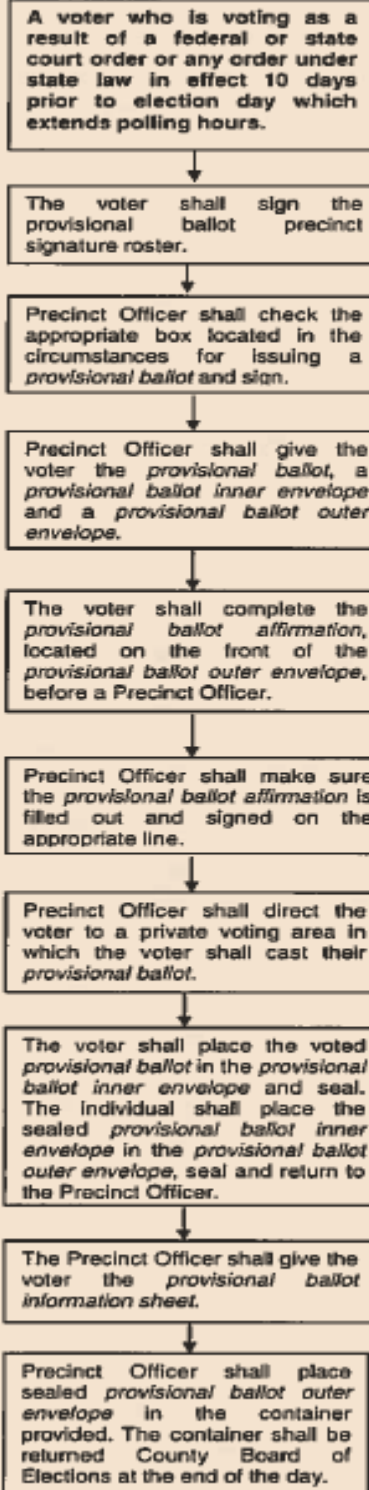 A voter who is voting as a
result of a federal or state
court order or any order under
state law in effect 10 days
prior to election day which
extends polling hours.
The voter shall sign the
provisional ballot precinct
signature roster.
Precinct Officer shall check the
appropriate box located in the
circumstances for issuing a
provisional ballot and sign.
Precinct Officer shall give the
voter the provisional ballot, a
provisional ballot inner envelope
and a provisional ballot outer
envelope.
The voter shall complete the
provisional ballot affirmation,
located on the front of the
provisional ballot outer envelope,
before a Precinct Officer.
Precinct Officer shall make sure
the provisional ballot affirmation is
filled out and signed on the
appropriate line.
Precinct Officer shall direct the
voter to a private voting area in
which the voter shall cast their
provisional ballot.
The voter shall place the voted
provisional ballot in the provisional
ballot inner envelope and seal.
The individual shall place the
sealed provisional ballot inner
envelope in the provisional ballot
outer envelope, seal and return to
the Precinct Officer.
The Precinct Officer shall give the
voter the provisional ballot
information sheet.
Precinct Officer shall place
sealed provisional ballot outer
envelope in the container
provided. The container shall be
returned County Board of
Elections at the end of the day.